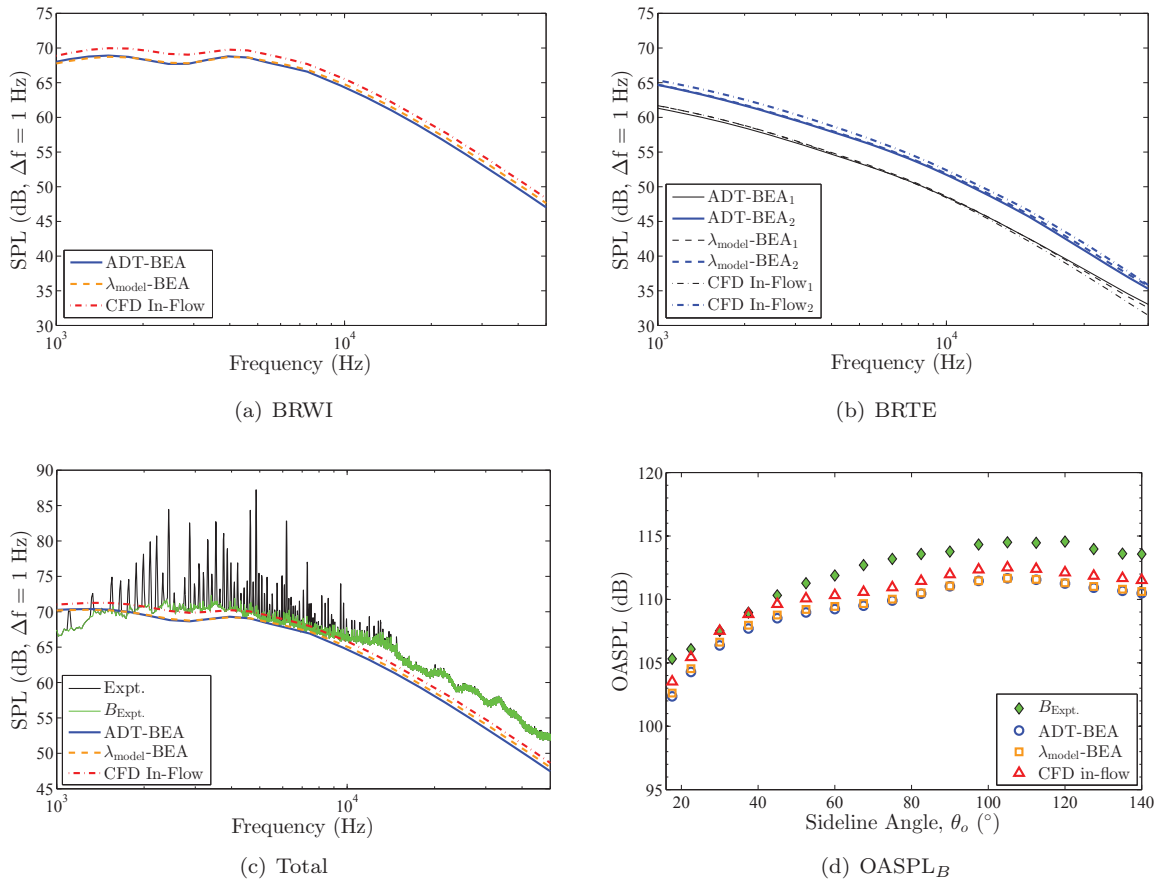 75
70
65
60
55
50
45
40
35
30
SPL (dB, Δf = 1 Hz)
ADT-BEA
λmodel-BEA
CFD In-Flow
10³
10⁴
Frequency (Hz)
(a) BRWI
75
70
65
60
55
50
45
40
35
30
SPL (dB, Δf = 1 Hz)
ADT-BEA₁
ADT-BEA₂
λmodel-BEA₁
λmodel-BEA₂
CFD In-Flow₁
CFD In-Flow₂
10³
10⁴
Frequency (Hz)
(b) BRTE
90
85
80
75
70
65
60
55
50
45
SPL (dB, Δf = 1 Hz)
Expt.
BExpt.
ADT-BEA
λmodel-BEA
CFD In-Flow
10³
10⁴
Frequency (Hz)
(c) Total
120
115
110
105
100
95
OASPL (dB)
BExpt.
ADT-BEA
λmodel-BEA
CFD in-flow
20 40 60 80 100 120 140
Sideline Angle, θₒ (°)
(d) OASPLB